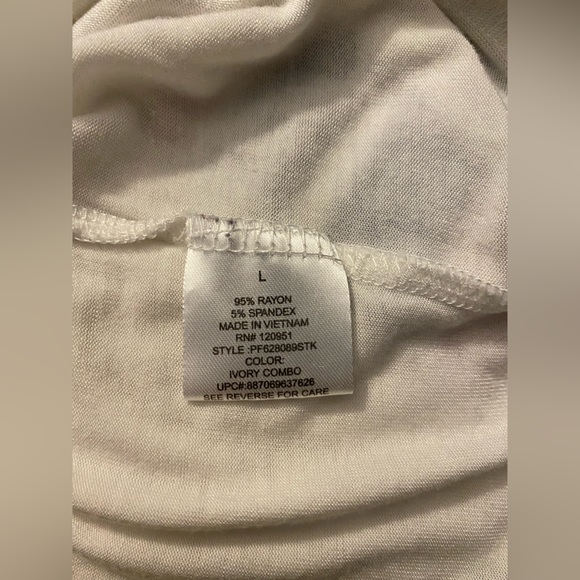 L
95% RAYON
5% SPANDEX
MADE IN VIETNAM
RN# 120951
STYLE :PF628089STK
COLOR:
IVORY COMBO
UPC#:887069637626
SEE REVERSE FOR CARE